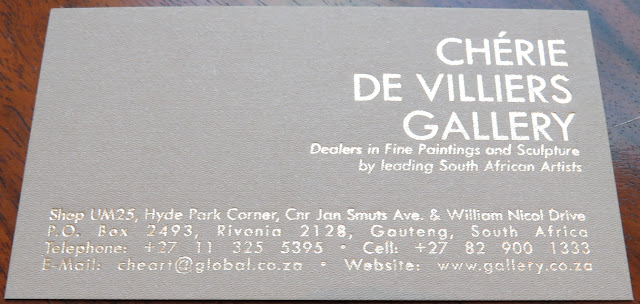 CHÉRIE
DE VILLIERS
GALLERY
Dealers in Fine Paintings and Sculpture
by leading South African Artists
Shop UM25, Hyde Park Corner, Cnr Jan Smuts Ave. & William Nicol Drive
P.O. Box 2493, Rivonia 2128, Gauteng, South Africa
Telephone: +27 11 325 5395 • Cell: +27 82 900 1333
E-Mail: cheart@global.co.za • Website: www.gallery.co.za